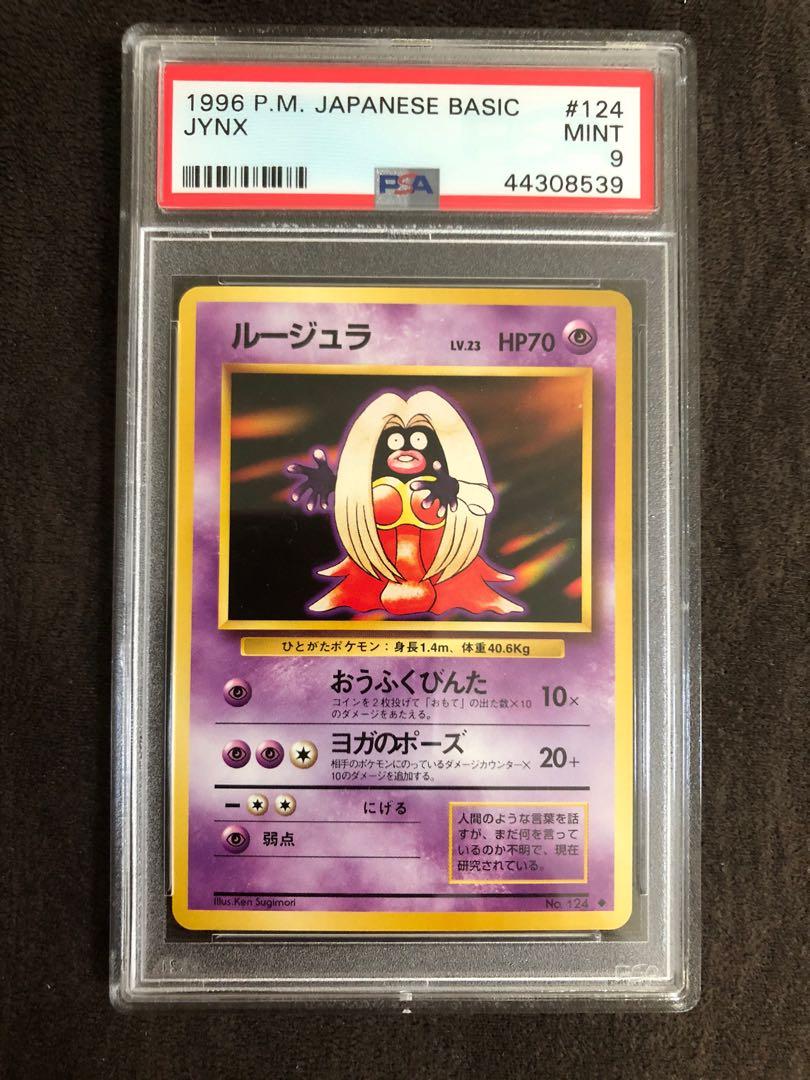 1996 P.M. JAPANESE BASIC #124
JYNX MINT
9
PSA 44308539
ルージュラ LV.23 HP70
ひとがたポケモン：身長1.4m、体重40.6Kg
おうふくびんた 10×
コインを2枚投げて「おもて」の出た数×10
のダメージをあたえる。
ヨガのポーズ 20+
相手のポケモンにのっているダメージカウンター×
10のダメージを追加する。
にげる
弱点
人間のような言葉を話
すが、まだ何を言って
いるのか不明で、現在
研究されている。
Illus.Ken Sugimori No. 124